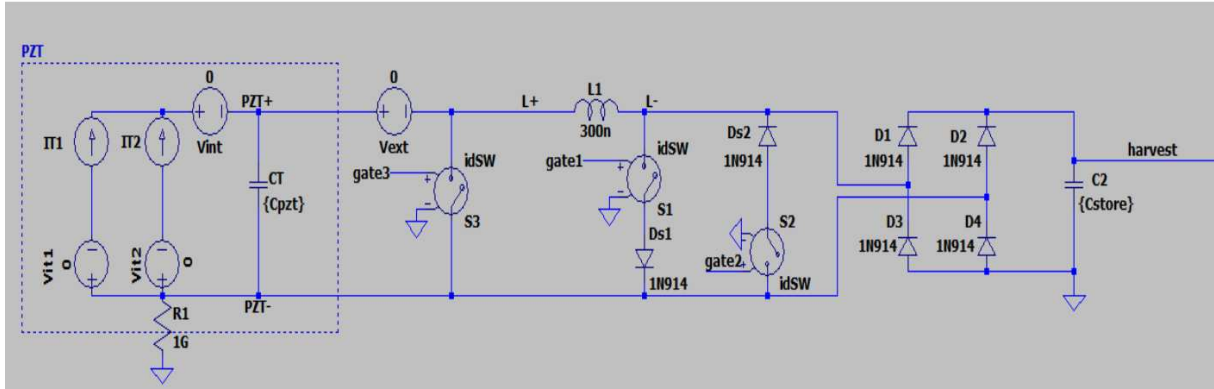 PZT
0
0
L1
PZT+
L+
L-
IT1
IT2
Vint
Vext
300n
idSW
Ds2
1N914
D1
1N914
D2
1N914
harvest
CT
{Cpzt}
gate3
+
-
S3
gate1
+
-
S1
S2
C2
{Cstore}
Vit1
0
Vit2
0
Ds1
1N914
gate2
idSW
D3
1N914
D4
1N914
PZT-
R1
1G